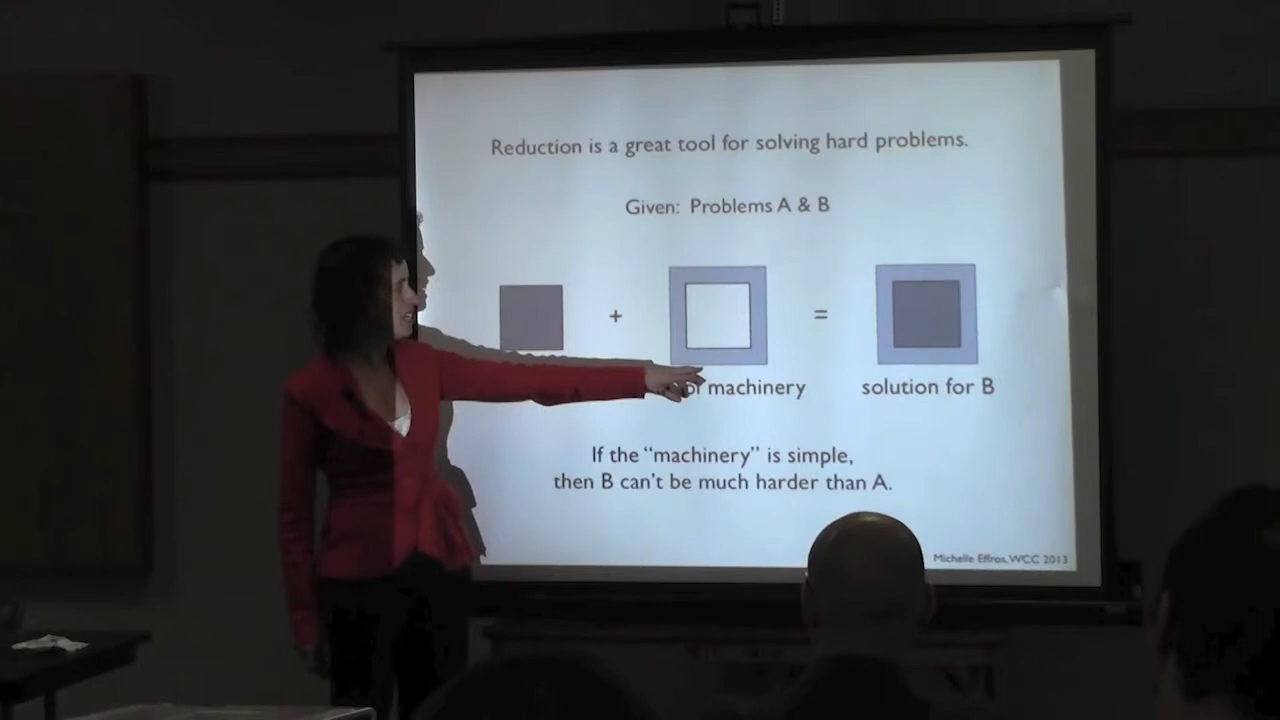 Reduction is a great tool for solving hard problems.
Given: Problems A & B
+ =
machinery
solution for B
If the “machinery” is simple,
then B can’t be much harder than A.
Michelle Effros, WCC 2013